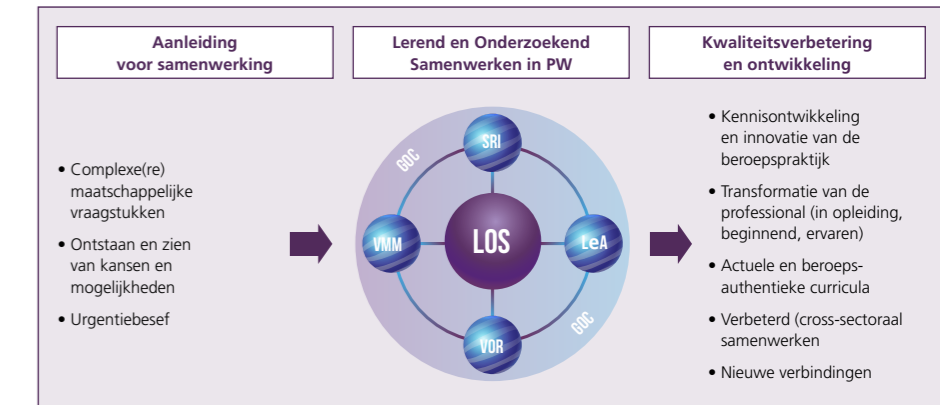 Aanleiding
voor samenwerking
• Complexe(re)
maatschappelijke
vraagstukken
• Ontstaan en zien
van kansen en
mogelijkheden
• Urgentiebesef
Lerend en Onderzoekend
Samenwerken in PW
GOC
SRI
VMM
LOS
LeA
VOR
GOC
Kwaliteitsverbetering
en ontwikkeling
• Kennisontwikkeling
en innovatie van de
beroepspraktijk
• Transformatie van de
professional (in opleiding,
beginnend, ervaren)
• Actuele en beroeps-
authentieke curricula
• Verbeterd (cross-sectoraal
samenwerken
• Nieuwe verbindingen